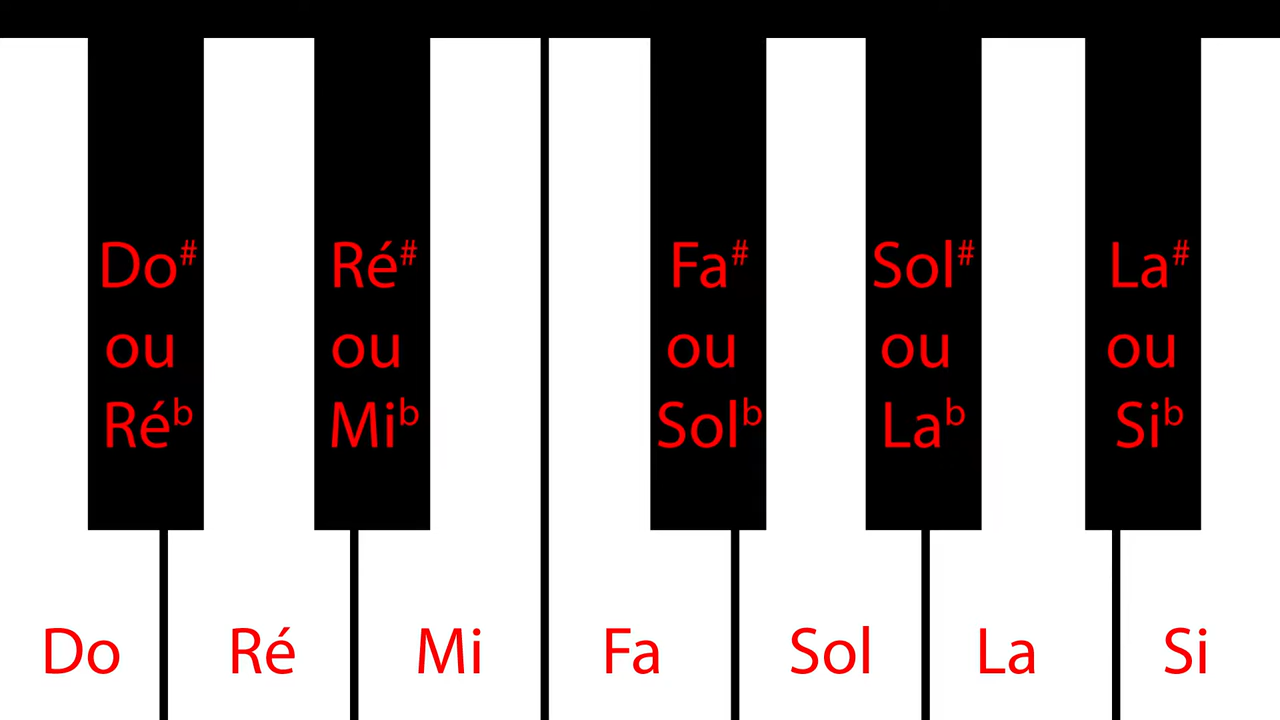 Do# Ré# Fa# Sol# La#
ou ou ou ou ou
Réb Mib Solb Lab Sib
Do Ré Mi Fa Sol La Si